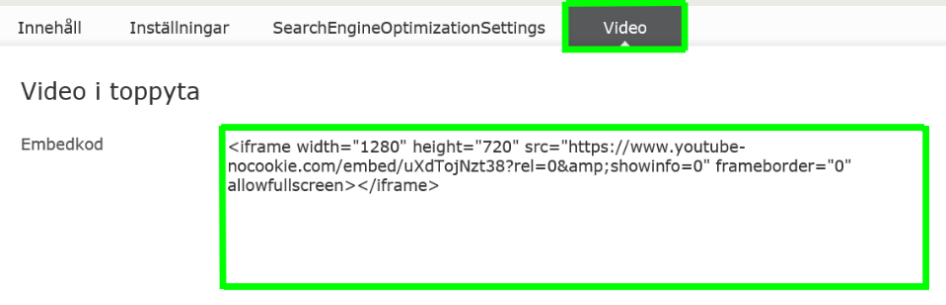 Innehåll Inställningar SearchEngineOptimizationSettings Video
Video i toppyta
Embedkod
<iframe width="1280" height="720" src="https://www.youtube-
nocookie.com/embed/uXdTojNzt38?rel=0&amp;showinfo=0" frameborder="0"
allowfullscreen></iframe>